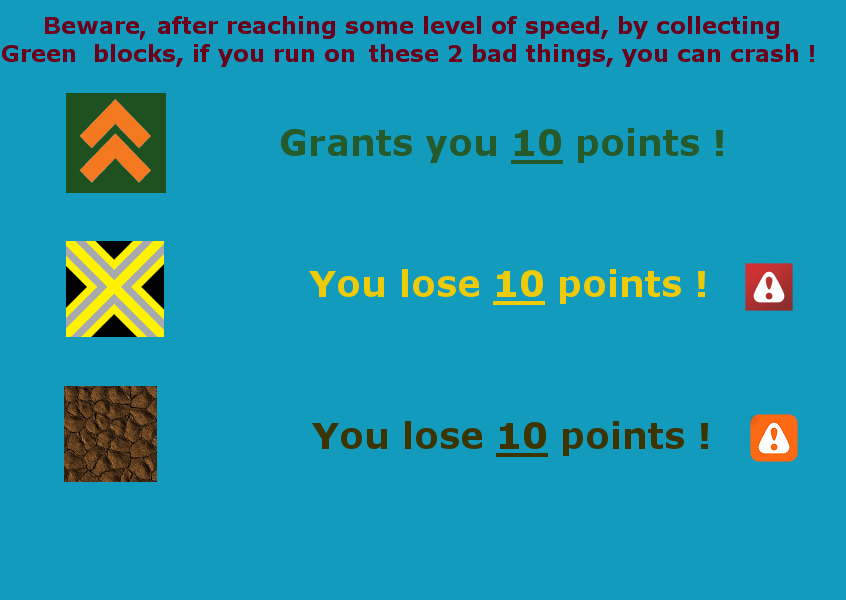 Beware, after reaching some level of speed, by collecting
Green  blocks, if you run on these 2 bad things, you can crash !
Grants you 10 points !
You lose 10 points !
You lose 10 points !